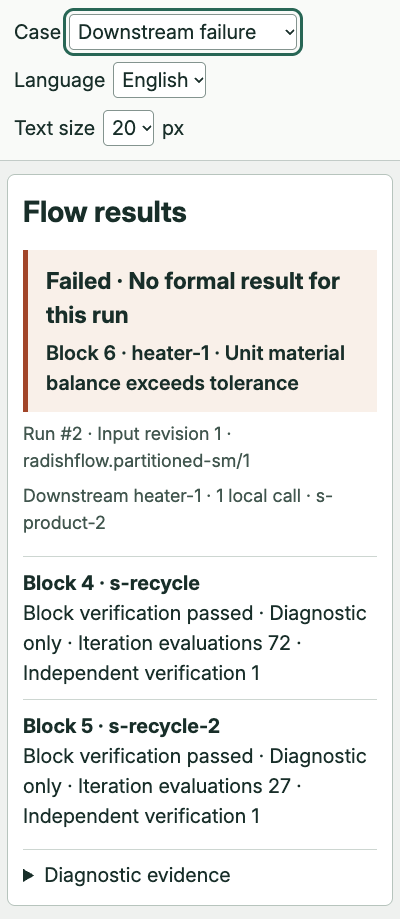 Case Downstream failure
Language English
Text size 20 px
Flow results
Failed · No formal result for
this run
Block 6 · heater-1 · Unit material
balance exceeds tolerance
Run #2 · Input revision 1 ·
radishflow.partitioned-sm/1
Downstream heater-1 · 1 local call · s-
product-2
Block 4 · s-recycle
Block verification passed · Diagnostic
only · Iteration evaluations 72 ·
Independent verification 1
Block 5 · s-recycle-2
Block verification passed · Diagnostic
only · Iteration evaluations 27 ·
Independent verification 1
Diagnostic evidence